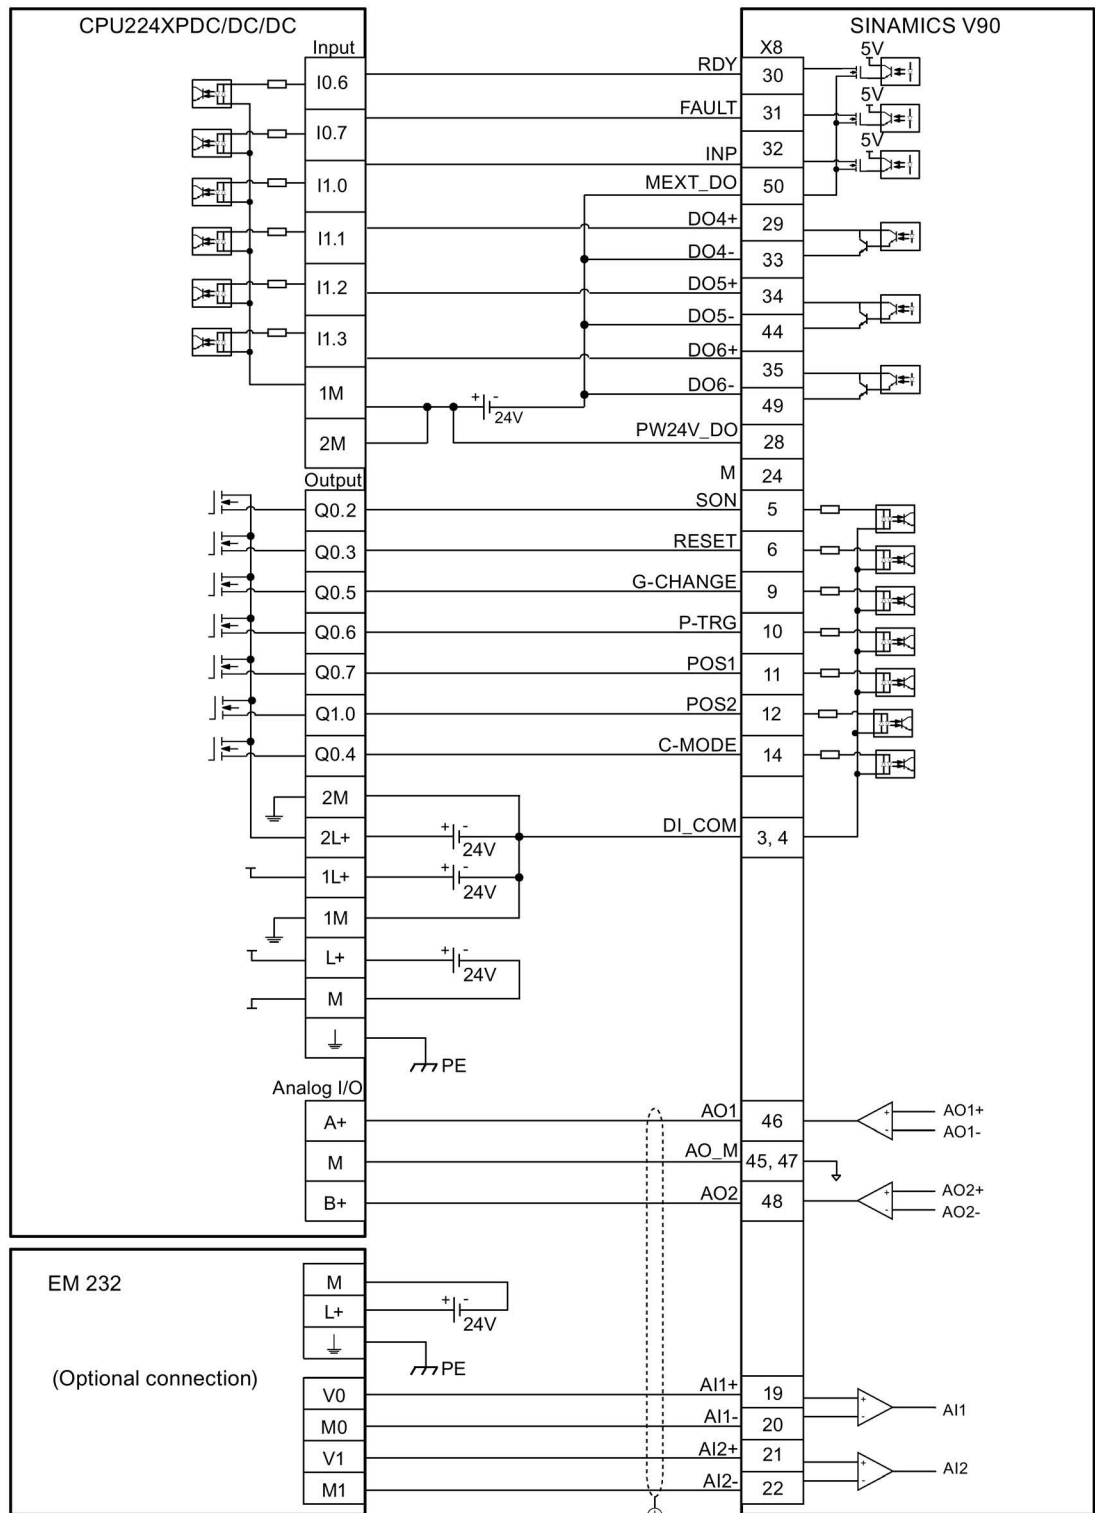 CPU224XPDC/DC/DC SINAMICS V90
Input X8
5V
I0.6 RDY 30
5V
I0.7 FAULT 31
5V
INP 32
I1.0 MEXT_DO 50
I1.1 DO4+ 29
DO4- 33
I1.2 DO5+ 34
DO5- 44
I1.3 DO6+ 35
1M DO6- 49
+ - 24V
2M PW24V_DO 28
M 24
Output
Q0.2 SON 5
Q0.3 RESET 6
Q0.5 G-CHANGE 9
Q0.6 P-TRG 10
Q0.7 POS1 11
Q1.0 POS2 12
Q0.4 C-MODE 14
2M
2L+ + - 24V DI_COM 3, 4
1L+ + - 24V
1M
L+ + - 24V
M
PE
Analog I/O
A+ AO1 46 + - AO1+
AO1-
M AO_M 45, 47
B+ AO2 48 + - AO2+
AO2-
EM 232
M
L+ + - 24V
PE
(Optional connection)
V0 AI1+ 19 + - AI1
M0 AI1- 20
V1 AI2+ 21 + - AI2
M1 AI2- 22